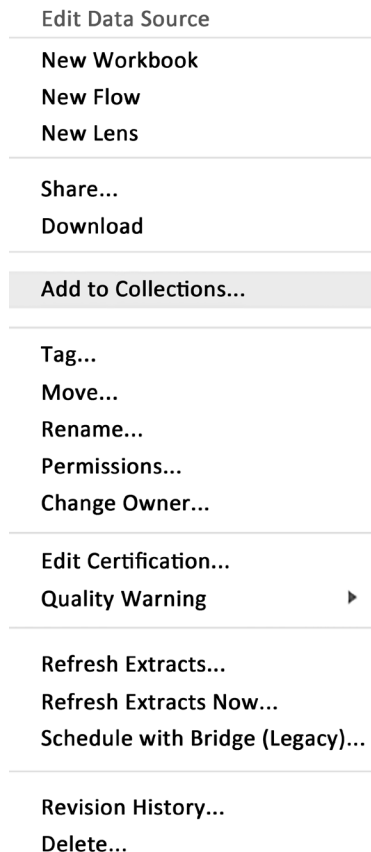 Edit Data Source
New Workbook
New Flow
New Lens
Share...
Download
Add to Collections...
Tag...
Move...
Rename...
Permissions...
Change Owner...
Edit Certification...
Quality Warning
Refresh Extracts...
Refresh Extracts Now...
Schedule with Bridge (Legacy)...
Revision History...
Delete...